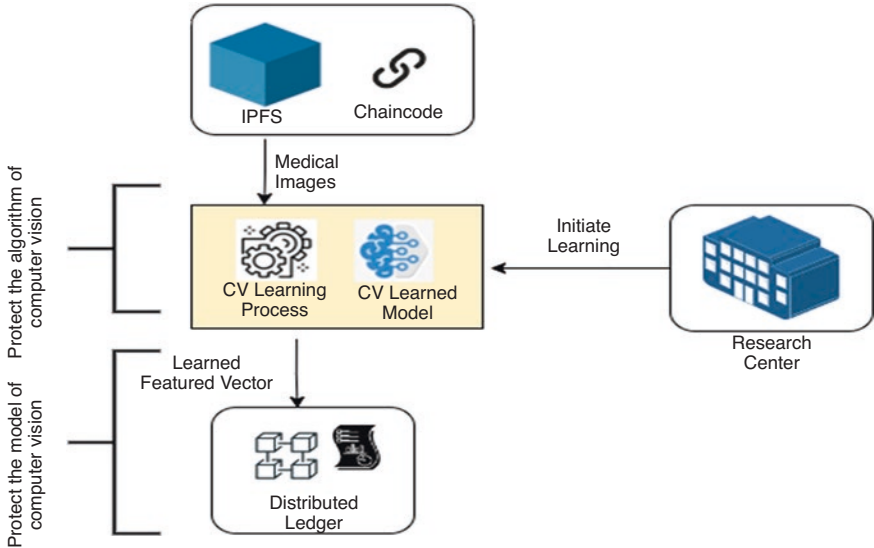 IPFS
Chaincode
Medical
Images
Protect the algorithm of
computer vision
CV Learning
Process
CV Learned
Model
Initiate
Learning
Research
Center
Protect the model of
computer vision
Learned
Featured Vector
Distributed
Ledger